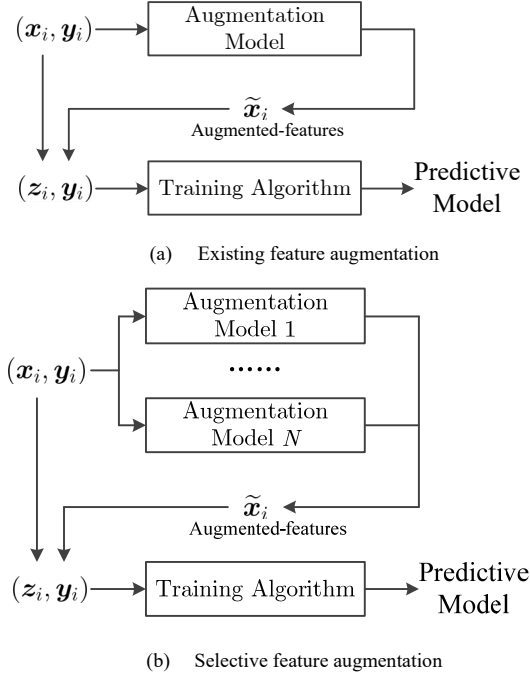 (x_i, y_i)
Augmentation
Model
x̃_i
Augmented-features
(z_i, y_i)
Training Algorithm
Predictive
Model
(a) Existing feature augmentation
Augmentation
Model 1
(x_i, y_i)
……
Augmentation
Model N
x̃_i
Augmented-features
(z_i, y_i)
Training Algorithm
Predictive
Model
(b) Selective feature augmentation